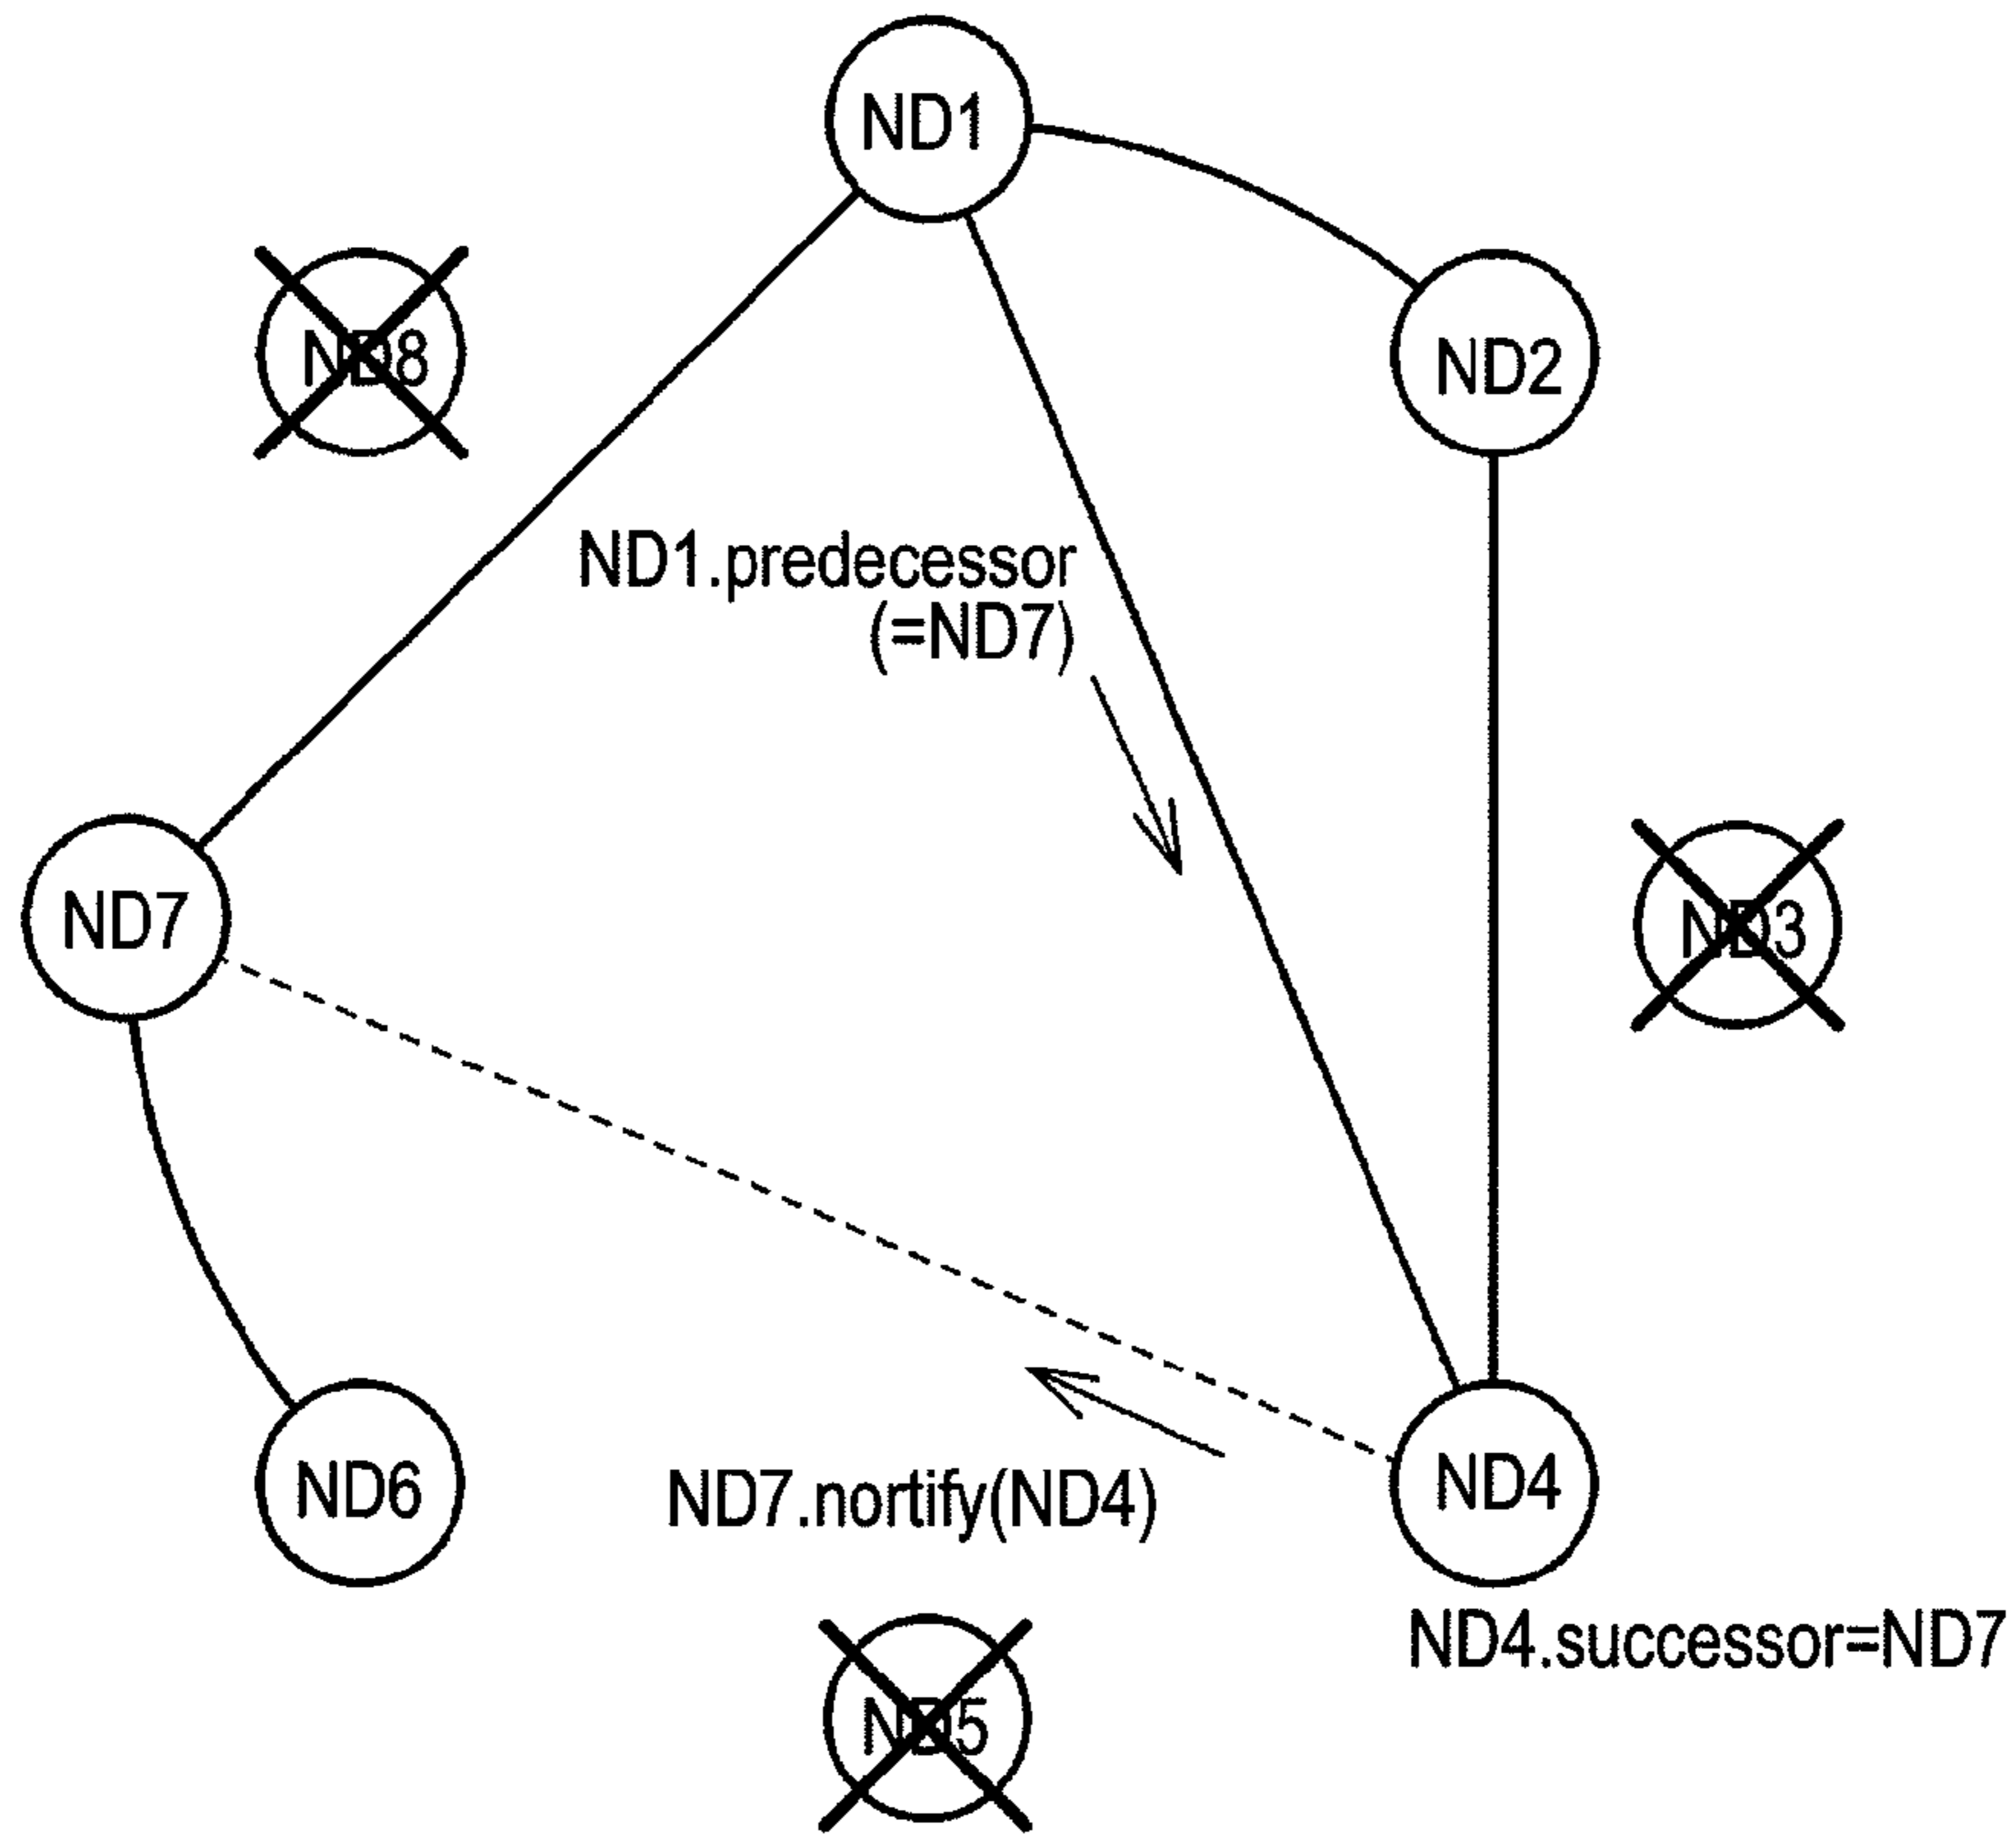 ND1
ND8
ND2
ND1.predecessor
(=ND7)
ND7
ND3
ND6
ND7.nortify(ND4)
ND4
ND4.successor=ND7
ND5